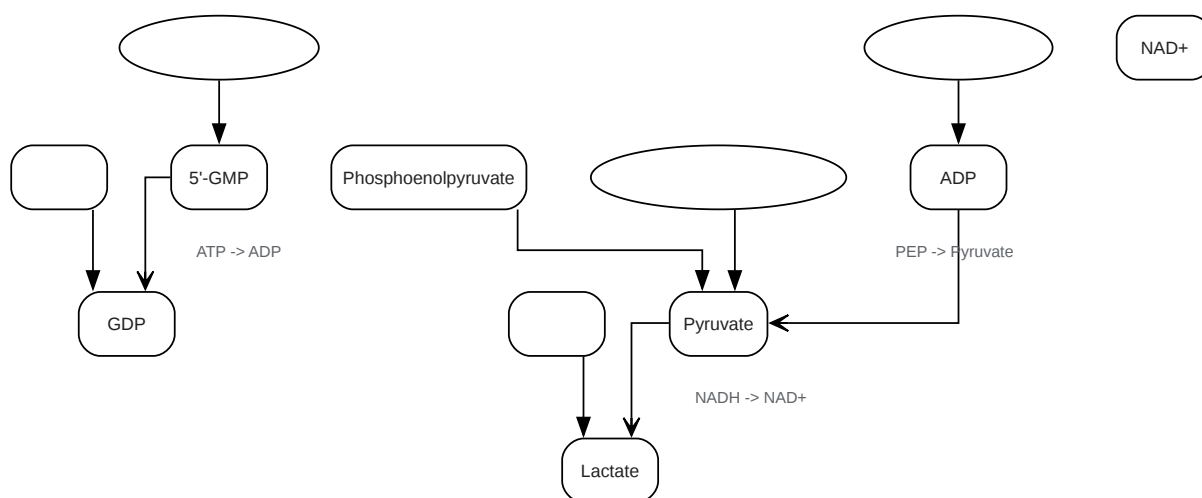 NAD+
5'-GMP
Phosphoenolpyruvate
ADP
ATP -> ADP
PEP -> Pyruvate
GDP
Pyruvate
NADH -> NAD+
Lactate